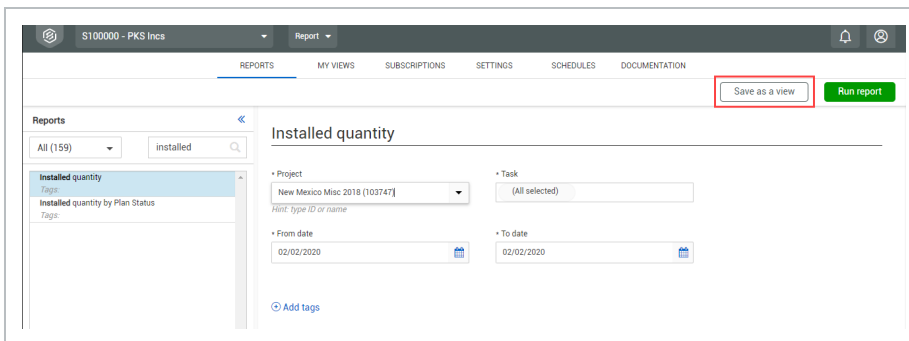 S100000 - PKS Incs Report
REPORTS MY VIEWS SUBSCRIPTIONS SETTINGS SCHEDULES DOCUMENTATION
Save as a view Run report
Reports
All (159) installed
Installed quantity
Tags:
Installed quantity by Plan Status
Tags:
Installed quantity
• Project • Task
New Mexico Misc 2018 (103747) (All selected)
Hint: type ID or name
• From date • To date
02/02/2020 02/02/2020
Add tags